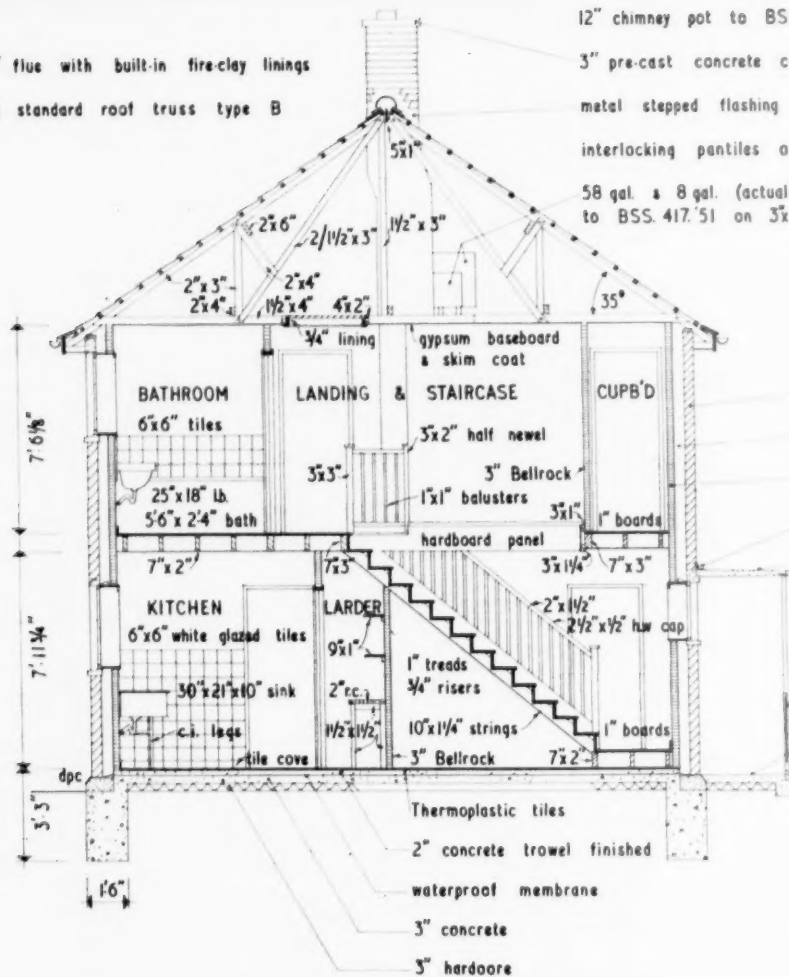 12" chimney pot to BS
flue with built-in fire-clay linings
3" pre-cast concrete c
standard roof truss type B
metal stepped flashing
interlocking pantiles o
58 gal. & 8 gal. (actual
to BSS. 417.'51 on 3"x
5"x1"
2"x6"
2/1½"x3"
1½"x3"
2"x3"
2"x4"
2"x4"
1½"x4"
4"x2"
35°
¾" lining
gypsum baseboard
& skim coat
BATHROOM
LANDING & STAIRCASE
CUPB'D
6"x6" tiles
3"x2" half newel
7'.6⅛"
3"x3"
3" Bellrock
25"x18" lb.
1"x1" balusters
5'.6"x 2'.4" bath
3"x1"
1" boards
hardboard panel
7"x2"
7"x3"
3"x1¼"
7"x3"
KITCHEN
LARDER
2"x1½"
6"x6" white glazed tiles
2½"x½" h.w cap
7'.11¾"
9"x1"
1" treads
¾" risers
30"x21"x10" sink
2" r.c.
c.i. legs
1½"x1½"
10"x1¼" strings
1" boards
tile cove
3" Bellrock
7"x2"
dpc
3'.3"
Thermoplastic tiles
2" concrete trowel finished
1'.6"
waterproof membrane
3" concrete
3" hardcore